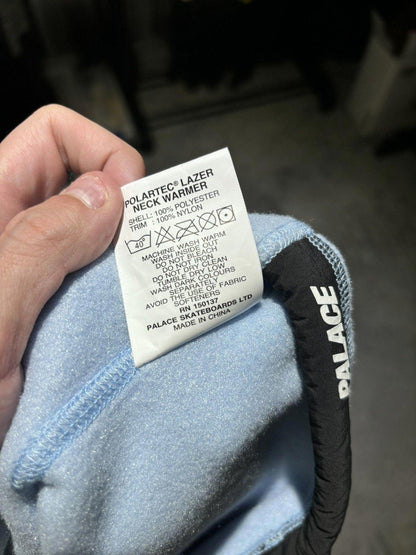 POLARTEC® LAZER
NECK WARMER
SHELL: 100% POLYESTER
TRIM : 100% NYLON
40°
MACHINE WASH WARM
WASH INSIDE OUT
DO NOT BLEACH
DO NOT IRON
DO NOT DRY CLEAN
TUMBLE DRY LOW
WASH DARK COLOURS
SEPARATELY
AVOID THE USE OF FABRIC
SOFTENERS
RN 150137
PALACE SKATEBOARDS LTD
MADE IN CHINA
PALACE